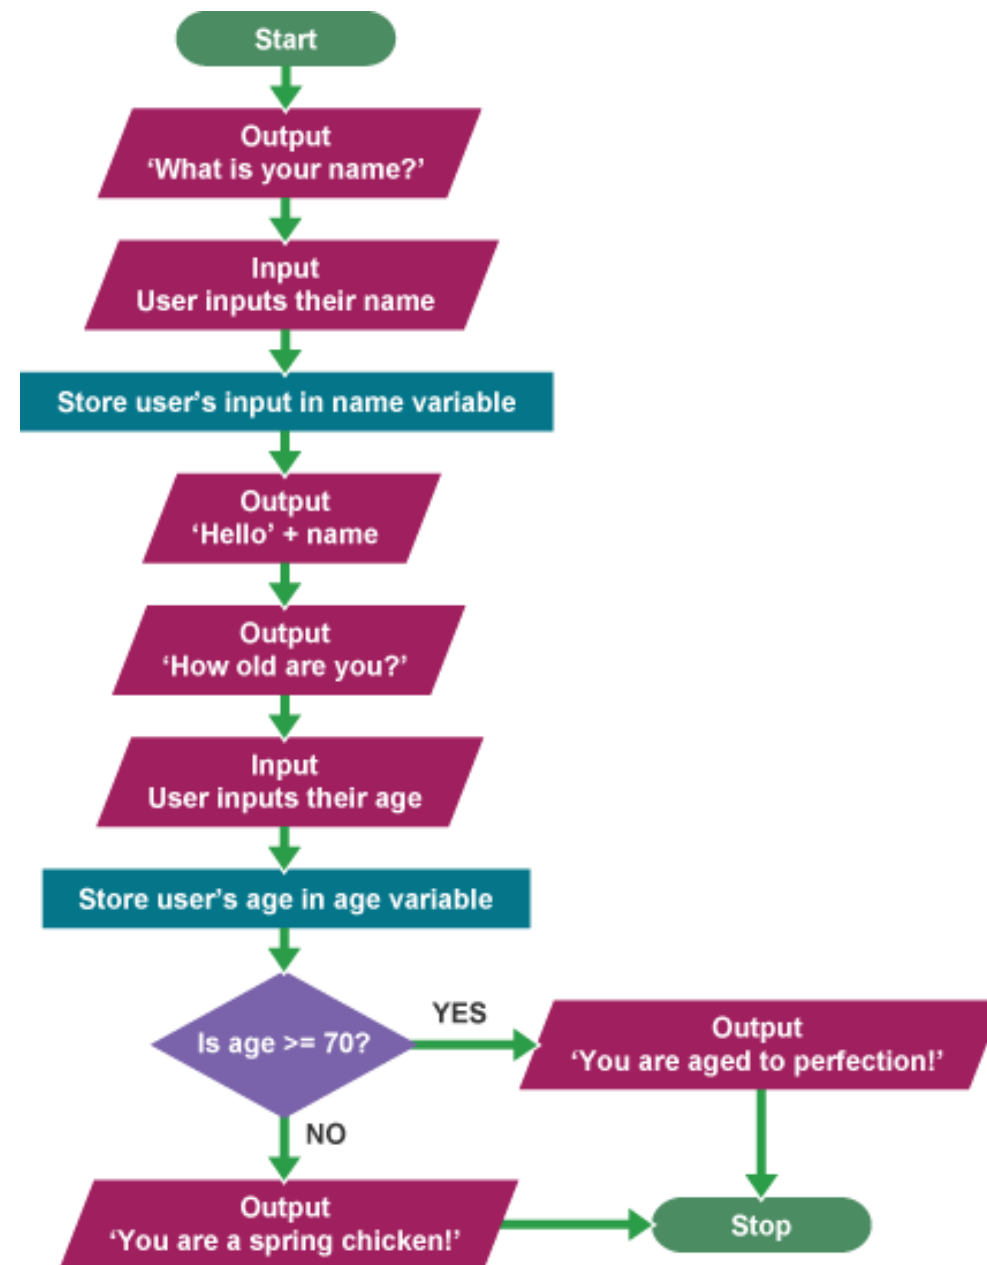 Start
Output
‘What is your name?’
Input
User inputs their name
Store user’s input in name variable
Output
‘Hello’ + name
Output
‘How old are you?’
Input
User inputs their age
Store user’s age in age variable
Is age >= 70?
YES
Output
‘You are aged to perfection!’
NO
Output
‘You are a spring chicken!’
Stop